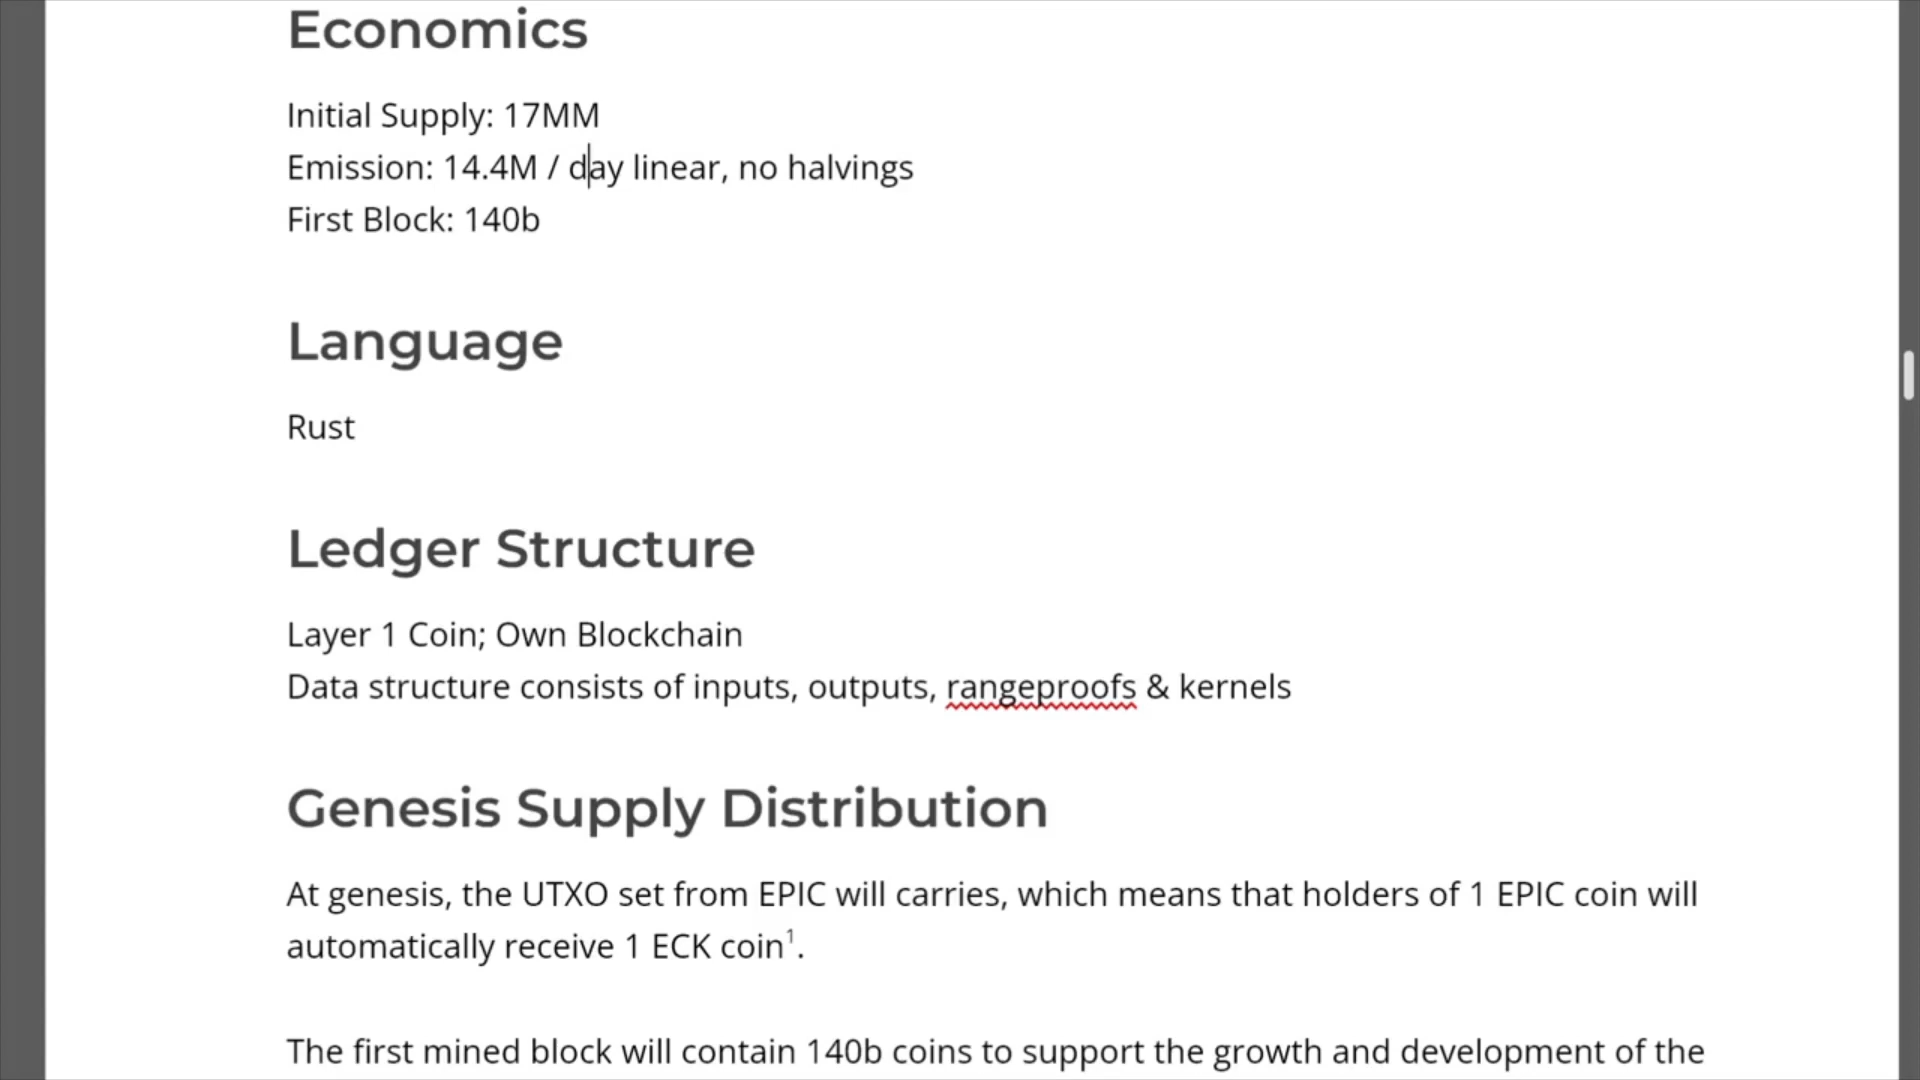 Economics
Initial Supply: 17MM
Emission: 14.4M / day linear, no halvings
First Block: 140b
Language
Rust
Ledger Structure
Layer 1 Coin; Own Blockchain
Data structure consists of inputs, outputs, rangeproofs & kernels
Genesis Supply Distribution
At genesis, the UTXO set from EPIC will carries, which means that holders of 1 EPIC coin will
automatically receive 1 ECK coin¹.
The first mined block will contain 140b coins to support the growth and development of the